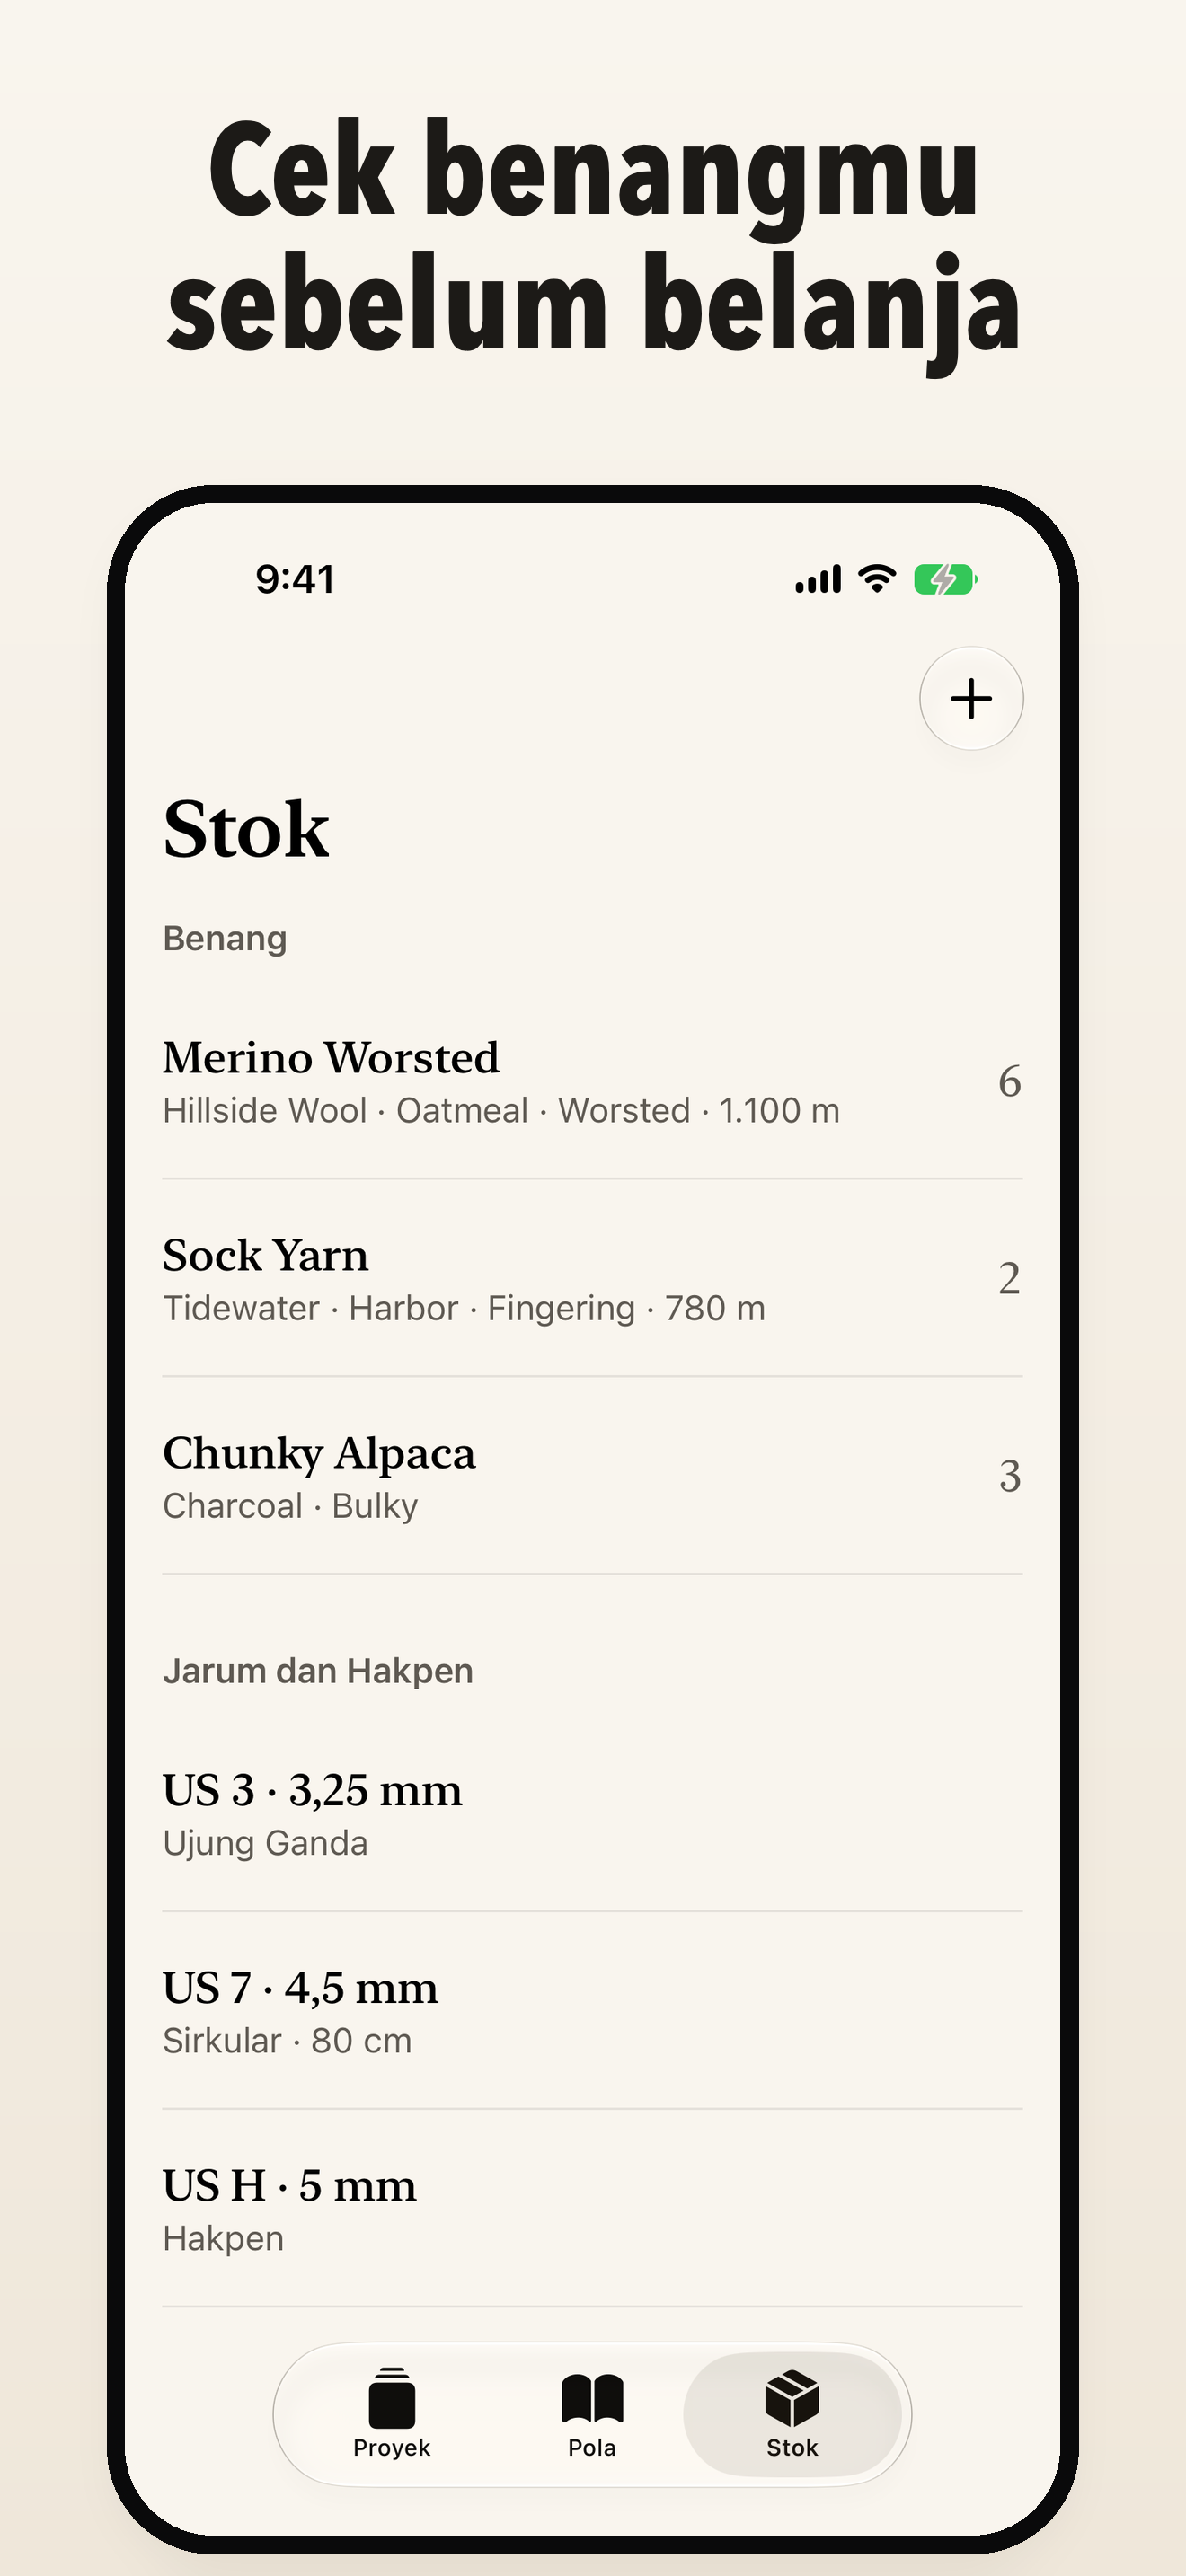 Cek benangmu
sebelum belanja
9:41
Stok
Benang
Merino Worsted
Hillside Wool · Oatmeal · Worsted · 1.100 m
6
Sock Yarn
Tidewater · Harbor · Fingering · 780 m
2
Chunky Alpaca
Charcoal · Bulky
3
Jarum dan Hakpen
US 3 · 3,25 mm
Ujung Ganda
US 7 · 4,5 mm
Sirkular · 80 cm
US H · 5 mm
Hakpen
Proyek
Pola
Stok